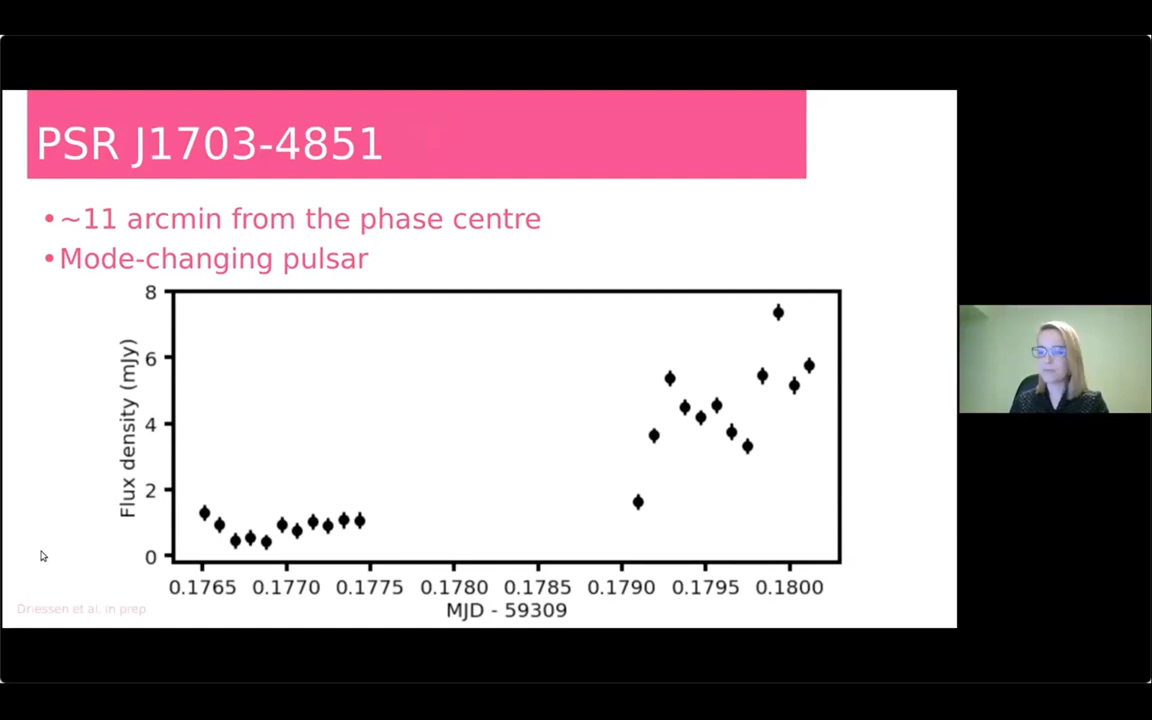 PSR J1703-4851
•~11 arcmin from the phase centre
•Mode-changing pulsar
8
6
4
2
0
Flux density (mJy)
0.1765 0.1770 0.1775 0.1780 0.1785 0.1790 0.1795 0.1800
MJD - 59309
Driessen et al. in prep